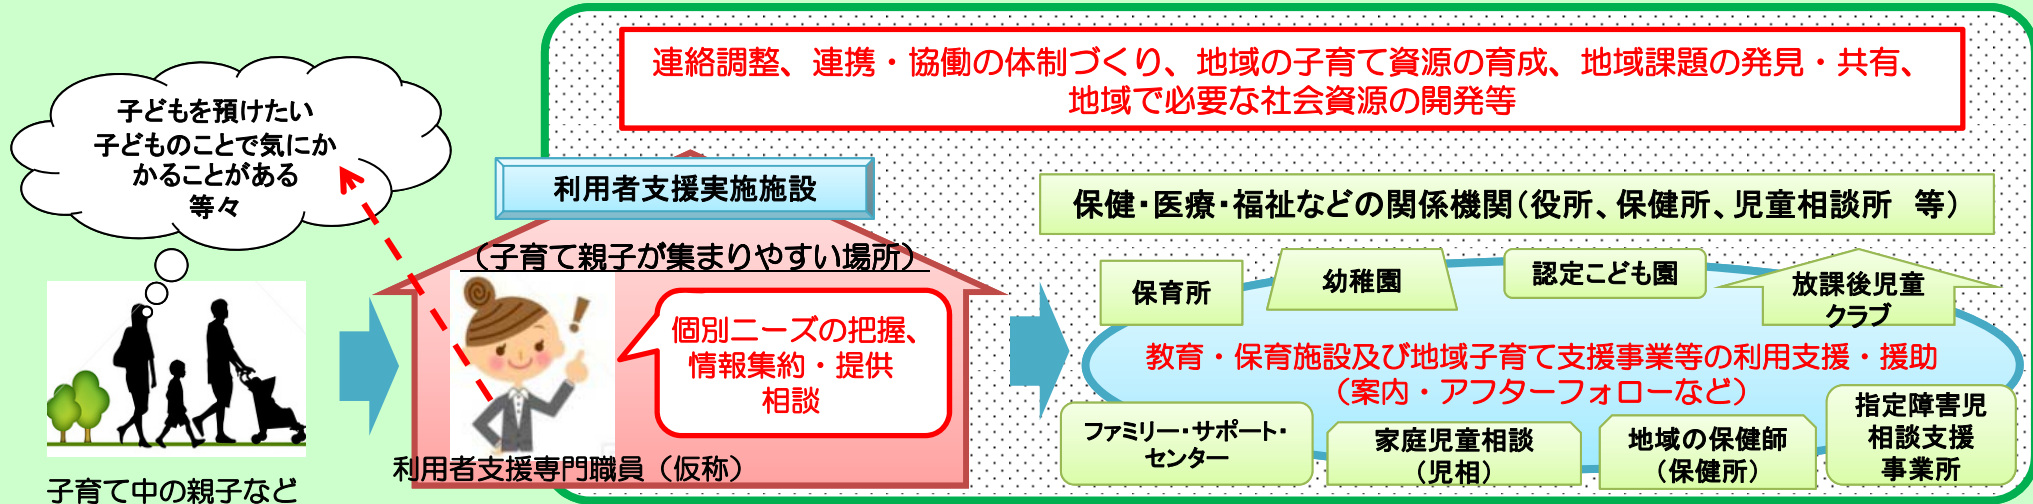 連絡調整、連携・協働の体制づくり、地域の子育て資源の育成、地域課題の発見・共有、
地域で必要な社会資源の開発等
子どもを預けたい
子どものことで気にか
かることがある
等々
利用者支援実施施設
（子育て親子が集まりやすい場所）
個別ニーズの把握、
情報集約・提供
相談
利用者支援専門職員（仮称）
子育て中の親子など
保健・医療・福祉などの関係機関（役所、保健所、児童相談所　等）
保育所
幼稚園
認定こども園
放課後児童
クラブ
教育・保育施設及び地域子育て支援事業等の利用支援・援助
（案内・アフターフォローなど）
ファミリー・サポート・
センター
家庭児童相談
（児相）
地域の保健師
（保健所）
指定障害児
相談支援
事業所